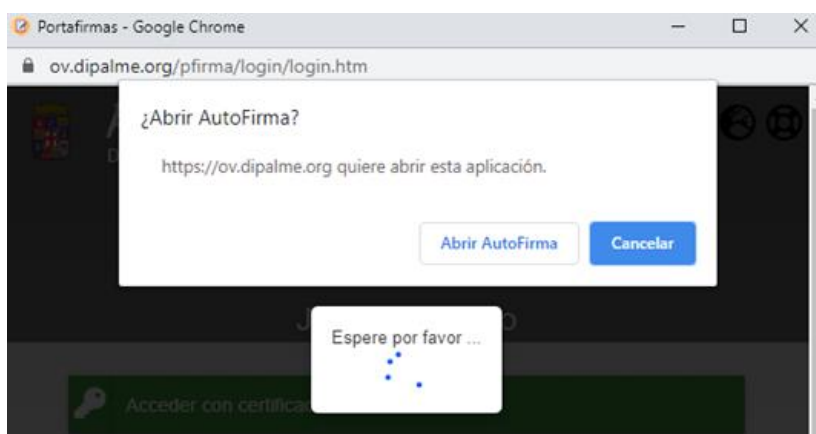 Portafirmas - Google Chrome
ov.dipalme.org/pfirma/login/login.htm
¿Abrir AutoFirma?
https://ov.dipalme.org quiere abrir esta aplicación.
Abrir AutoFirma
Cancelar
Espere por favor ...
Acceder con certificad